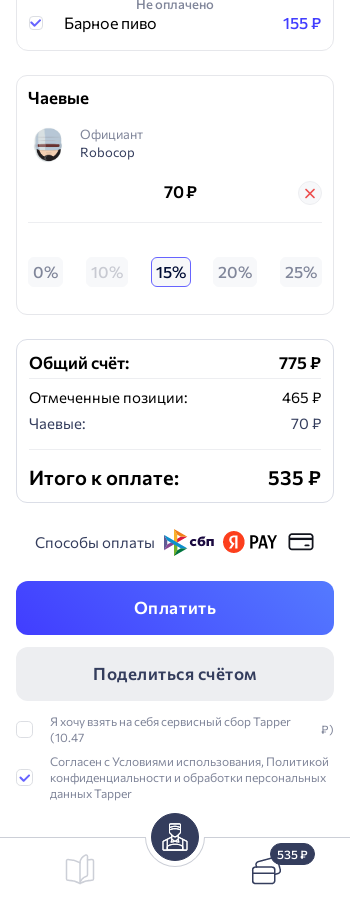 Не оплачено
Барное пиво 155 ₽
Чаевые
Официант
Robocop
70 ₽
0% 10% 15% 20% 25%
Общий счёт: 775 ₽
Отмеченные позиции: 465 ₽
Чаевые: 70 ₽
Итого к оплате: 535 ₽
Способы оплаты сбп Я PAY
Оплатить
Поделиться счётом
Я хочу взять на себя сервисный сбор Tapper
(10.47 ₽)
Согласен с Условиями использования, Политикой
конфиденциальности и обработки персональных
данных Tapper
535 ₽